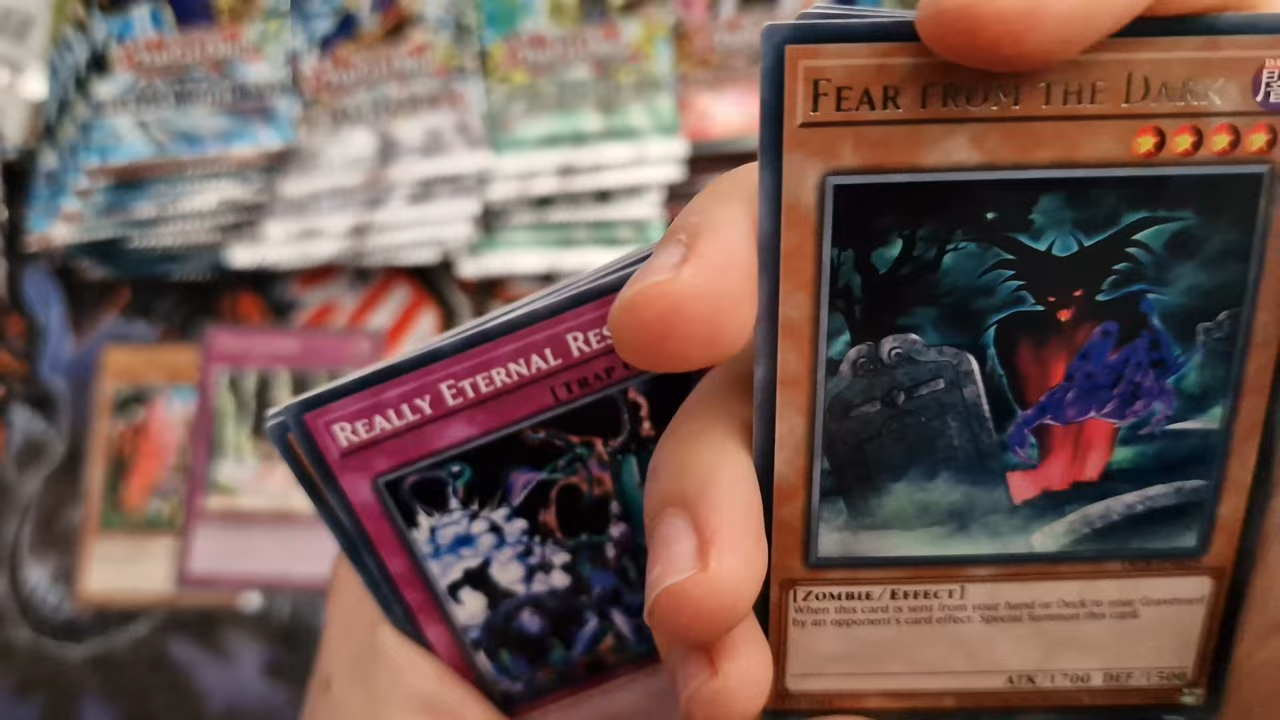 FEAR FROM THE DARK
闇
REALLY ETERNAL RES
[TRAP
[ZOMBIE/EFFECT]
When this card is sent from your hand or Deck to your Graveyard
by an opponent's card effect: Special Summon this card.
ATK/1700 DEF/1500